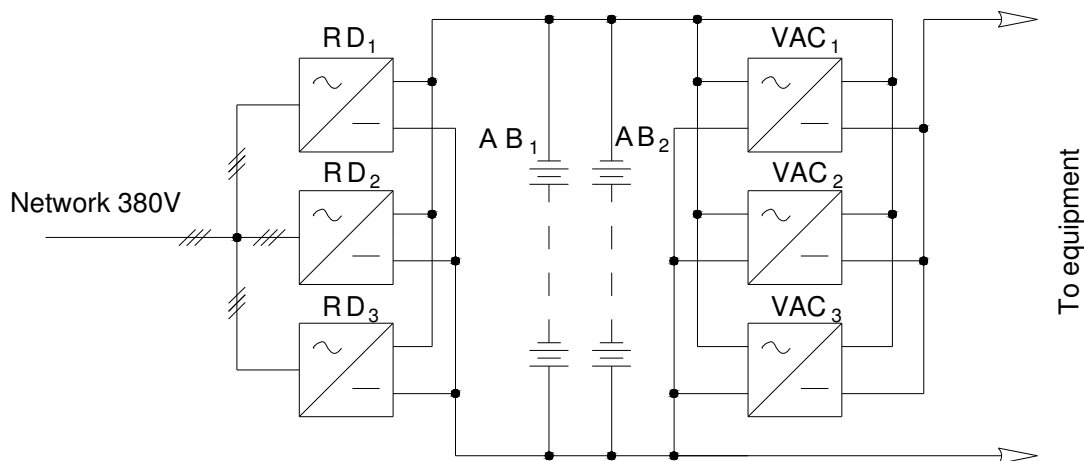 RD₁
VAC₁
AB₁
AB₂
RD₂
VAC₂
Network 380V
RD₃
VAC₃
To equipment